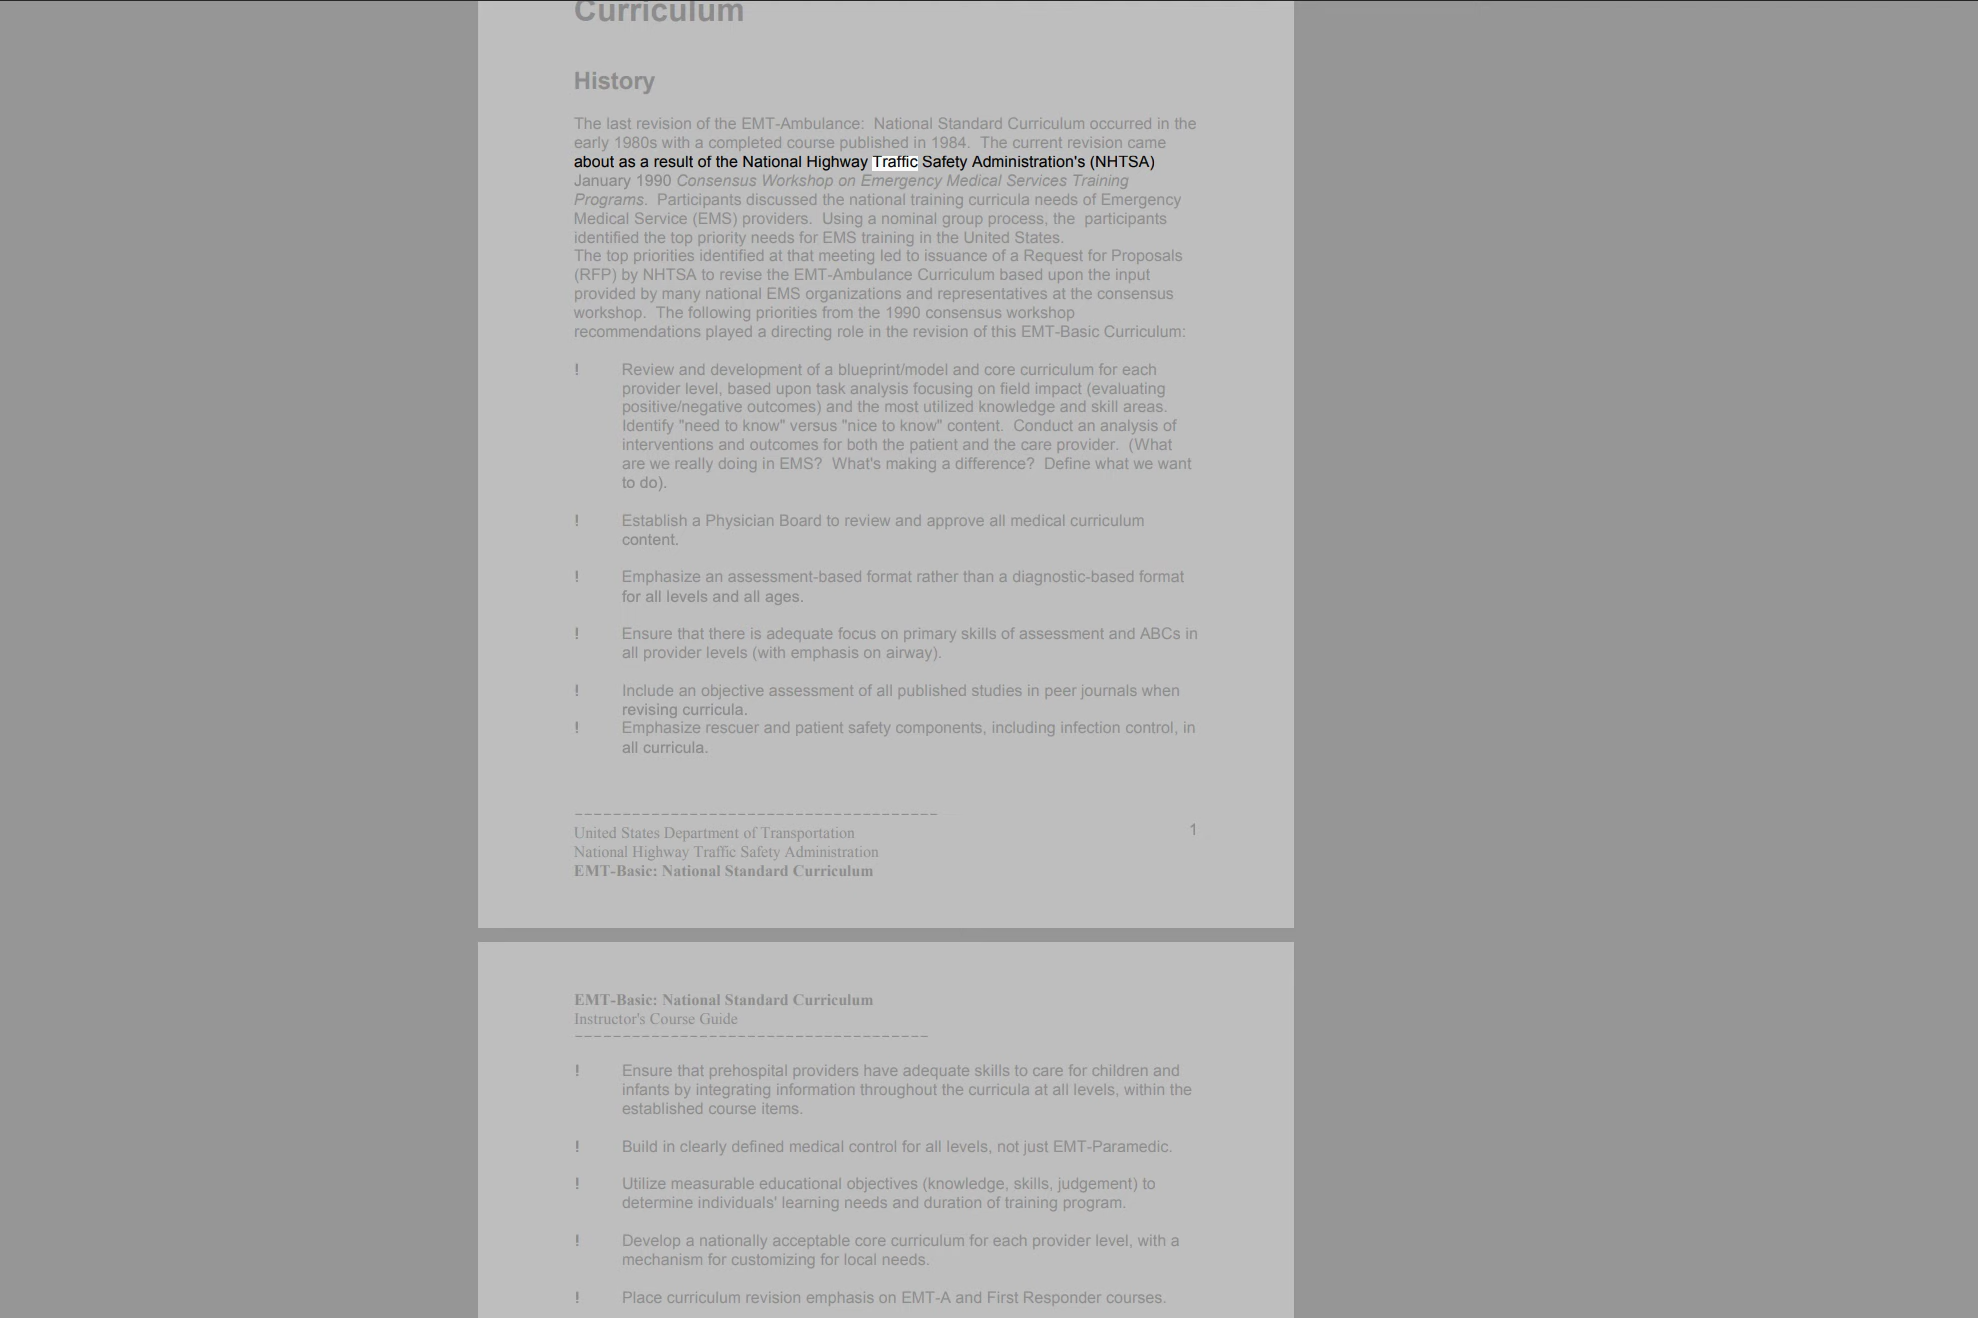 Curriculum
History
The last revision of the EMT-Ambulance:  National Standard Curriculum occurred in the
early 1980s with a completed course published in 1984.  The current revision came
about as a result of the National Highway Traffic Safety Administration's (NHTSA)
January 1990 Consensus Workshop on Emergency Medical Services Training
Programs.  Participants discussed the national training curricula needs of Emergency
Medical Service (EMS) providers.  Using a nominal group process, the  participants
identified the top priority needs for EMS training in the United States.
The top priorities identified at that meeting led to issuance of a Request for Proposals
(RFP) by NHTSA to revise the EMT-Ambulance Curriculum based upon the input
provided by many national EMS organizations and representatives at the consensus
workshop.  The following priorities from the 1990 consensus workshop
recommendations played a directing role in the revision of this EMT-Basic Curriculum:
! Review and development of a blueprint/model and core curriculum for each
provider level, based upon task analysis focusing on field impact (evaluating
positive/negative outcomes) and the most utilized knowledge and skill areas.
Identify "need to know" versus "nice to know" content.  Conduct an analysis of
interventions and outcomes for both the patient and the care provider.  (What
are we really doing in EMS?  What's making a difference?  Define what we want
to do).
! Establish a Physician Board to review and approve all medical curriculum
content.
! Emphasize an assessment-based format rather than a diagnostic-based format
for all levels and all ages.
! Ensure that there is adequate focus on primary skills of assessment and ABCs in
all provider levels (with emphasis on airway).
! Include an objective assessment of all published studies in peer journals when
revising curricula.
! Emphasize rescuer and patient safety components, including infection control, in
all curricula.
United States Department of Transportation 1
National Highway Traffic Safety Administration
EMT-Basic: National Standard Curriculum
EMT-Basic: National Standard Curriculum
Instructor's Course Guide
! Ensure that prehospital providers have adequate skills to care for children and
infants by integrating information throughout the curricula at all levels, within the
established course items.
! Build in clearly defined medical control for all levels, not just EMT-Paramedic.
! Utilize measurable educational objectives (knowledge, skills, judgement) to
determine individuals' learning needs and duration of training program.
! Develop a nationally acceptable core curriculum for each provider level, with a
mechanism for customizing for local needs.
! Place curriculum revision emphasis on EMT-A and First Responder courses.